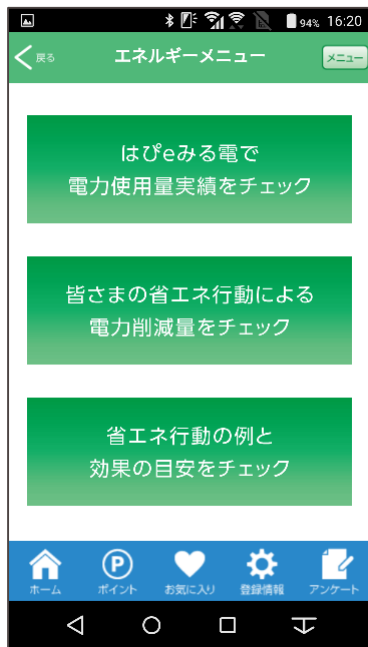 94% 16:20
戻る
エネルギーメニュー
メニュー
はぴeみる電で
電力使用量実績をチェック
皆さまの省エネ行動による
電力削減量をチェック
省エネ行動の例と
効果の目安をチェック
P
ホーム
ポイント
お気に入り
登録情報
アンケート